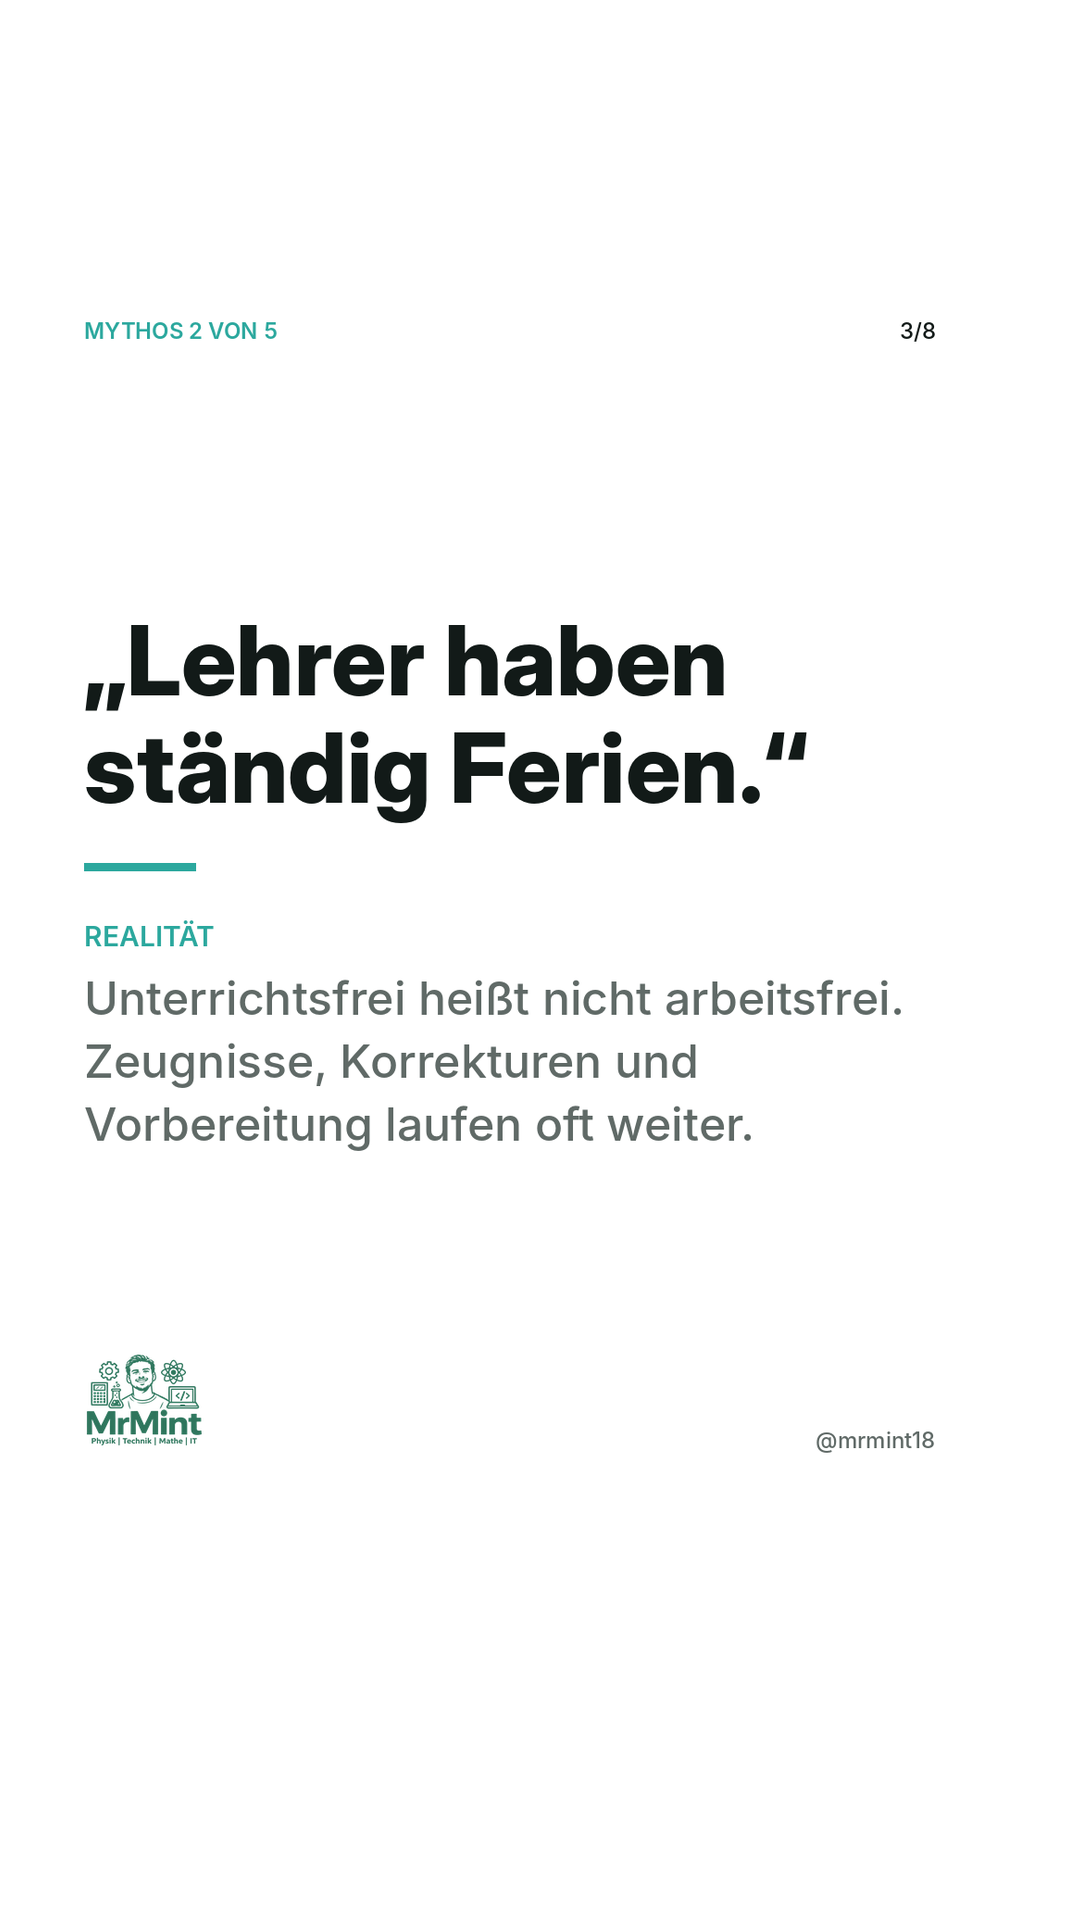 MYTHOS 2 VON 5
3/8
„Lehrer haben
ständig Ferien.“
REALITÄT
Unterrichtsfrei heißt nicht arbeitsfrei.
Zeugnisse, Korrekturen und
Vorbereitung laufen oft weiter.
</>
MrMint
Physik | Technik | Mathe | IT
@mrmint18